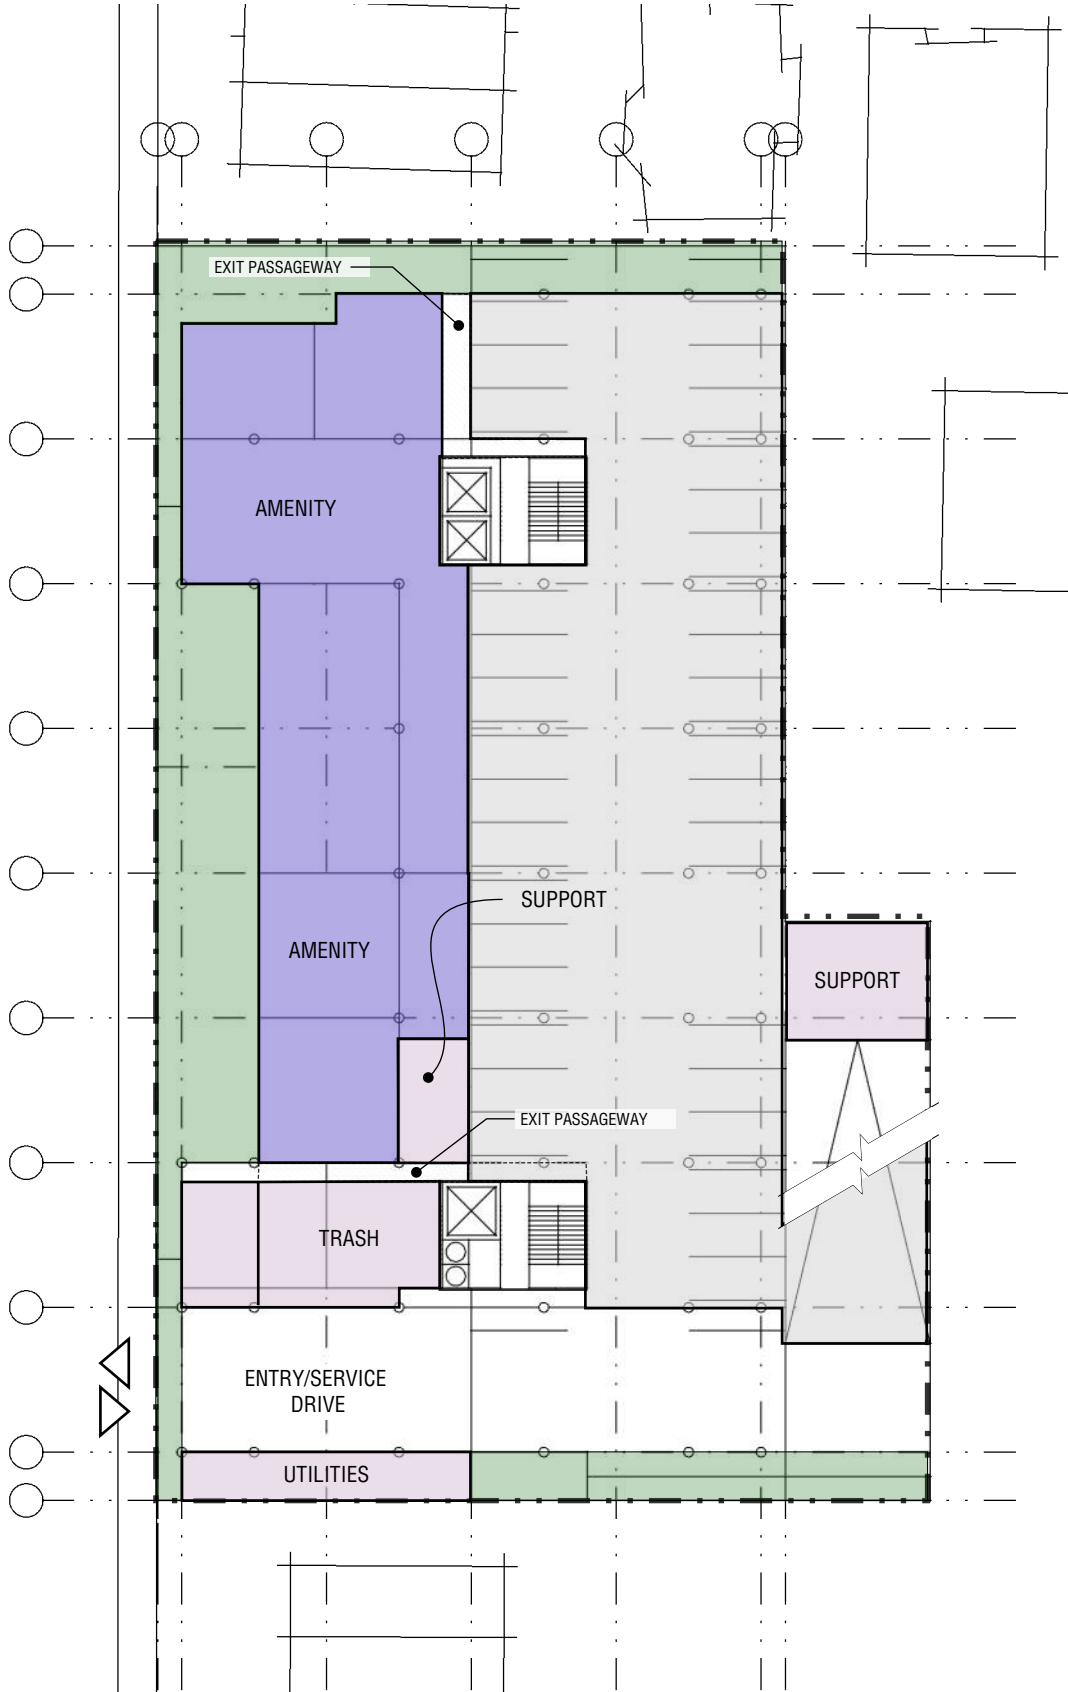 EXIT PASSAGEWAY
AMENITY
SUPPORT
AMENITY
SUPPORT
EXIT PASSAGEWAY
TRASH
ENTRY/SERVICE
DRIVE
UTILITIES